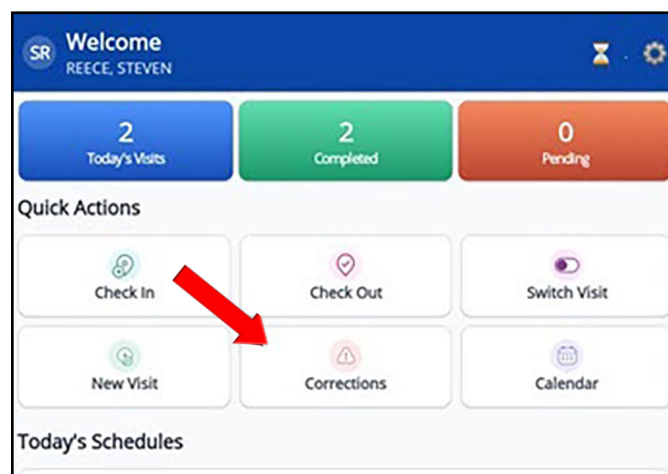 SR
Welcome
REECE, STEVEN
2
Today's Visits
2
Completed
0
Pending
Quick Actions
Check In
Check Out
Switch Visit
New Visit
Corrections
Calendar
Today's Schedules